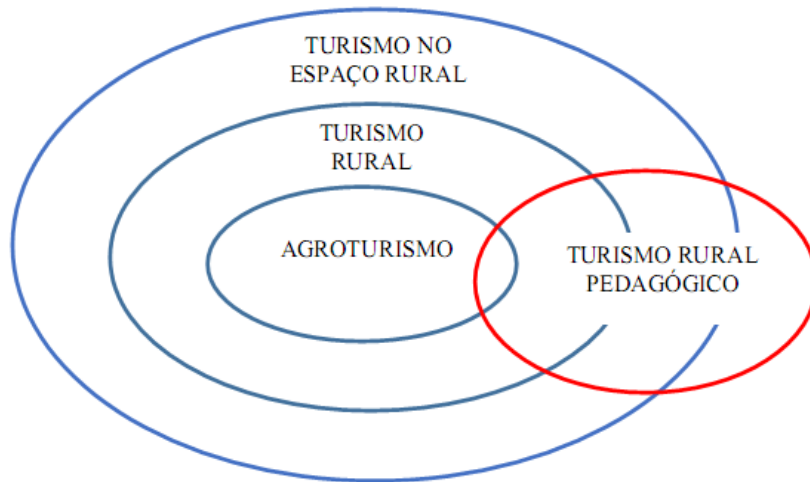 TURISMO NO
ESPAÇO RURAL
TURISMO
RURAL
AGROTURISMO
TURISMO RURAL
PEDAGÓGICO